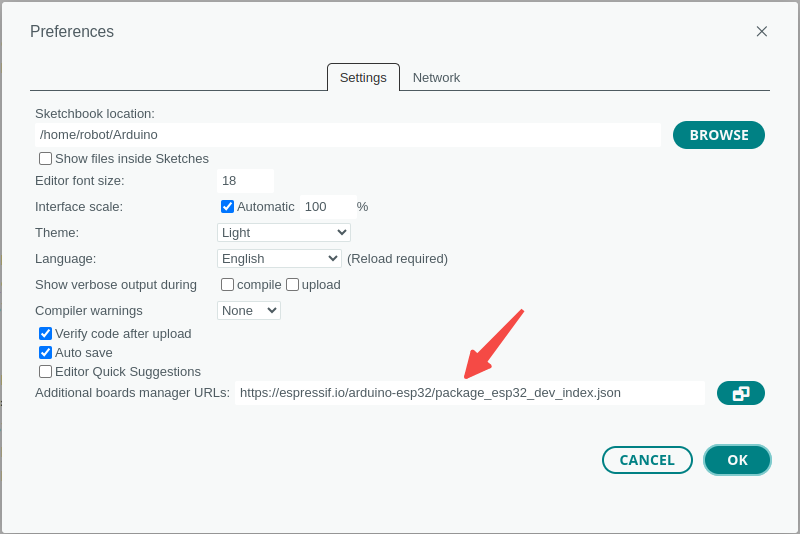 Preferences
Settings Network
Sketchbook location:
/home/robot/Arduino
BROWSE
Show files inside Sketches
Editor font size: 18
Interface scale: Automatic 100 %
Theme: Light
Language: English (Reload required)
Show verbose output during compile upload
Compiler warnings None
Verify code after upload
Auto save
Editor Quick Suggestions
Additional boards manager URLs: https://espressif.io/arduino-esp32/package_esp32_dev_index.json
CANCEL OK